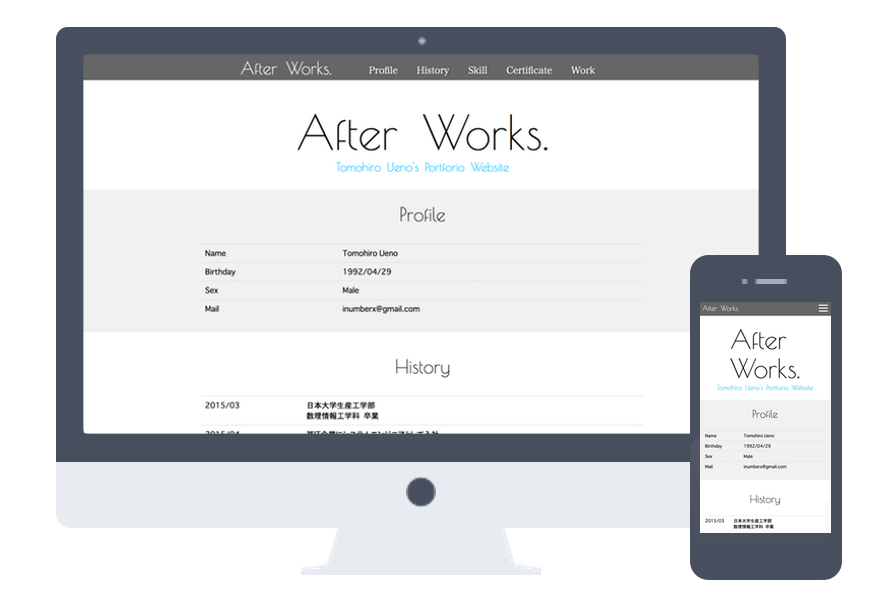 After Works.
Profile History Skill Certificate Work
After Works.
Tomohiro Ueno's Portforio Website
Profile
Name Tomohiro Ueno
Birthday 1992/04/29
Sex Male
Mail inumberx@gmail.com
History
2015/03 日本大学生産工学部
数理情報工学科 卒業
2015/04
After Works.
After
Works.
Tomohiro Ueno's Portforio Website
Profile
Name Tomohiro Ueno
Birthday 1992/04/29
Sex Male
Mail inumberx@gmail.com
History
2015/03 日本大学生産工学部
数理情報工学科 卒業